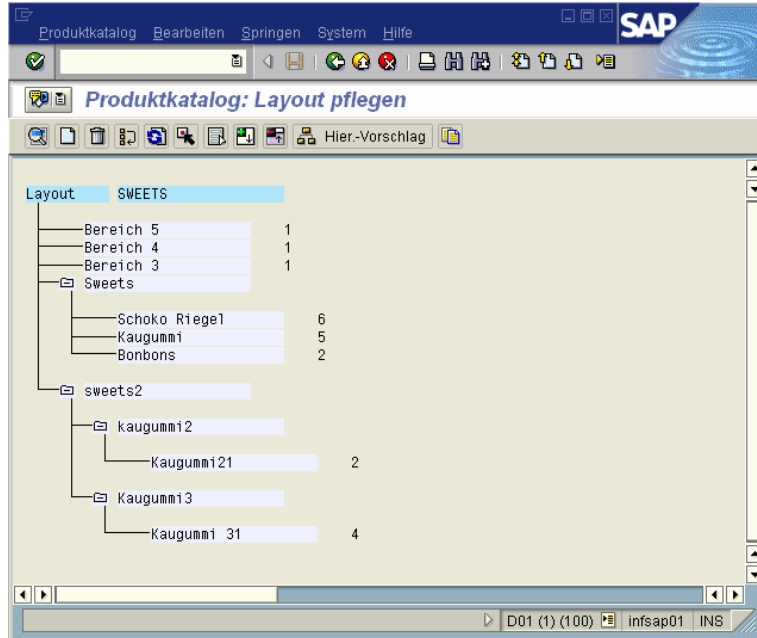 Produktkatalog Bearbeiten Springen System Hilfe
SAP
Produktkatalog: Layout pflegen
Hier.-Vorschlag
Layout SWEETS
Bereich 5 1
Bereich 4 1
Bereich 3 1
Sweets
Schoko Riegel 6
Kaugummi 5
Bonbons 2
sweets2
kaugummi2
Kaugummi21 2
Kaugummi3
Kaugummi 31 4
D01 (1) (100) infsap01 INS